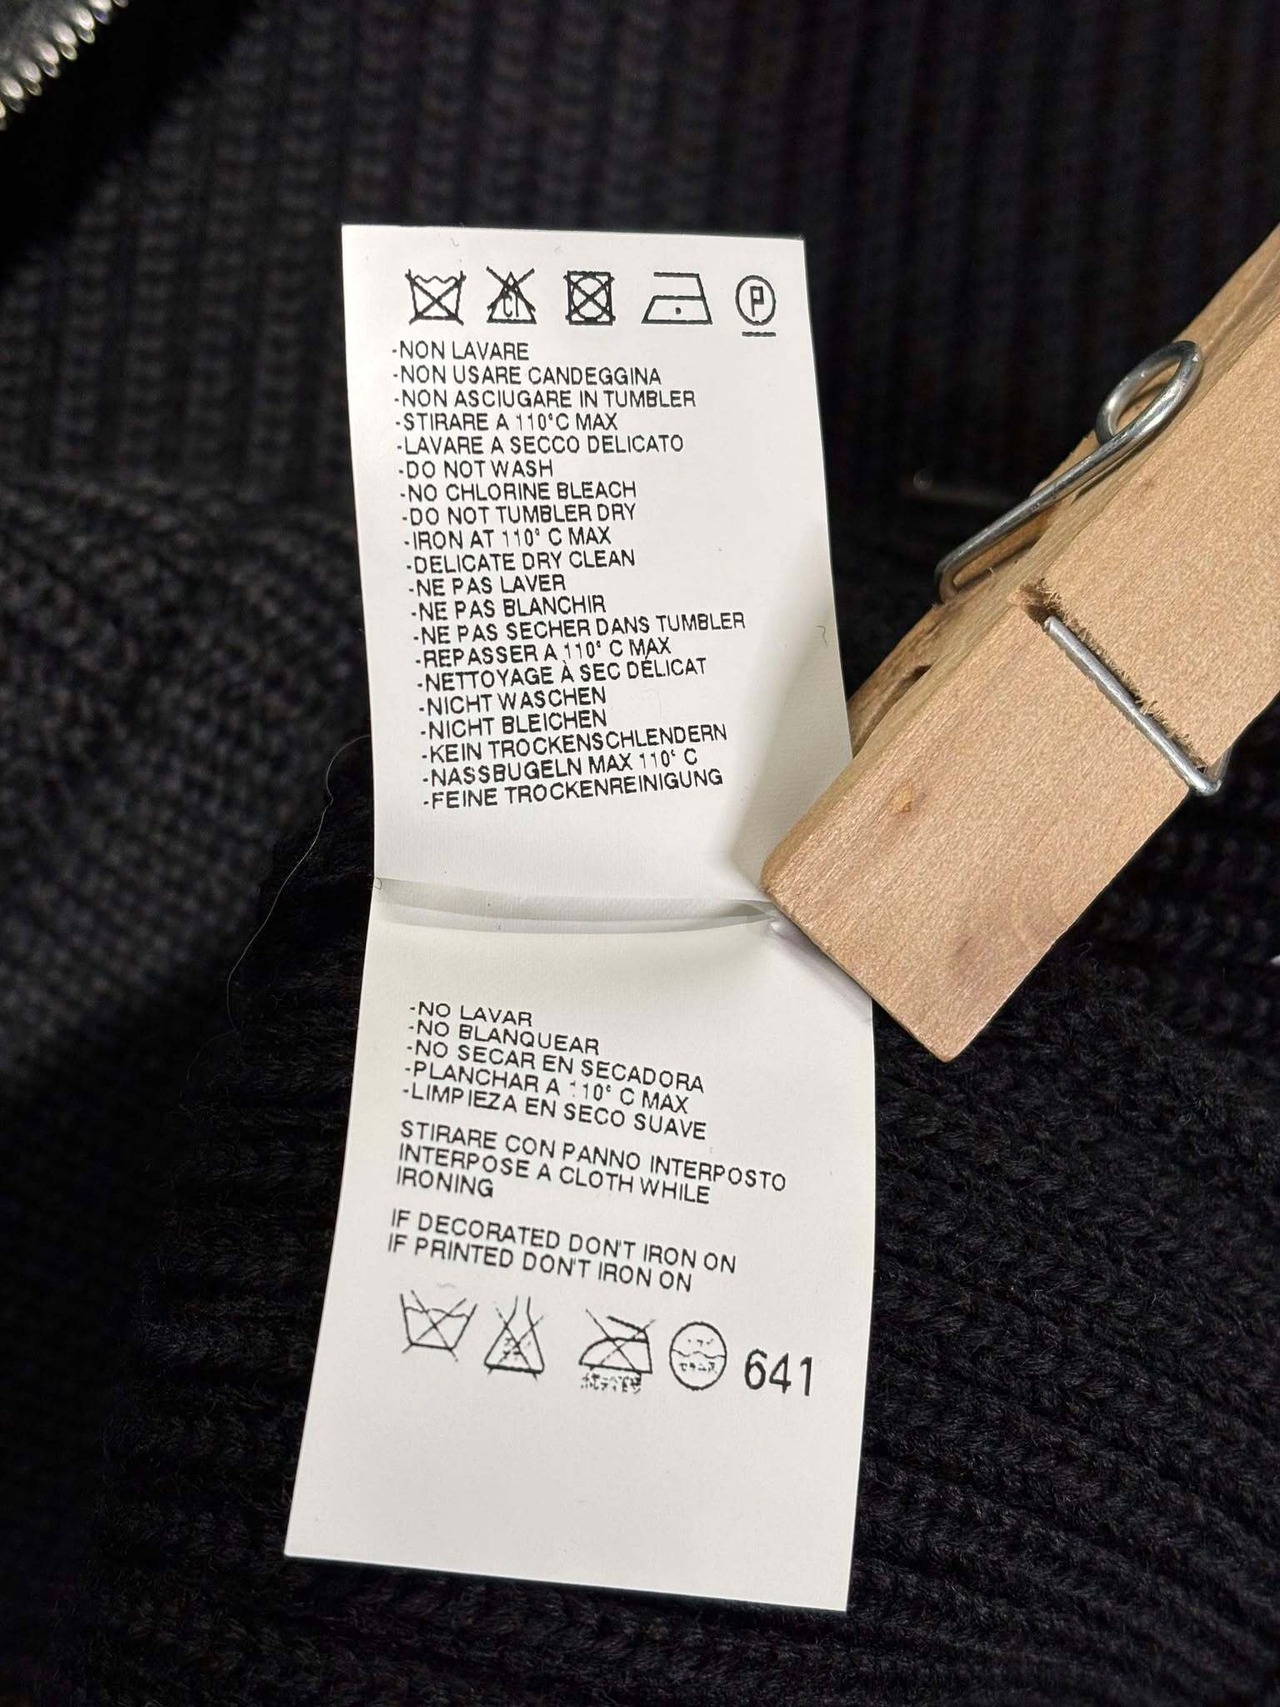 CL
P
-NON LAVARE
-NON USARE CANDEGGINA
-NON ASCIUGARE IN TUMBLER
-STIRARE A 110°C MAX
-LAVARE A SECCO DELICATO
-DO NOT WASH
-NO CHLORINE BLEACH
-DO NOT TUMBLER DRY
-IRON AT 110° C MAX
-DELICATE DRY CLEAN
-NE PAS LAVER
-NE PAS BLANCHIR
-NE PAS SECHER DANS TUMBLER
-REPASSER A 110° C MAX
-NETTOYAGE À SEC DÉLICAT
-NICHT WASCHEN
-NICHT BLEICHEN
-KEIN TROCKENSCHLENDERN
-NASSBUGELN MAX 110° C
-FEINE TROCKENREINIGUNG
-NO LAVAR
-NO BLANQUEAR
-NO SECAR EN SECADORA
-PLANCHAR A 110° C MAX
-LIMPIEZA EN SECO SUAVE
STIRARE CON PANNO INTERPOSTO
INTERPOSE A CLOTH WHILE
IRONING
IF DECORATED DON'T IRON ON
IF PRINTED DON'T IRON ON
641